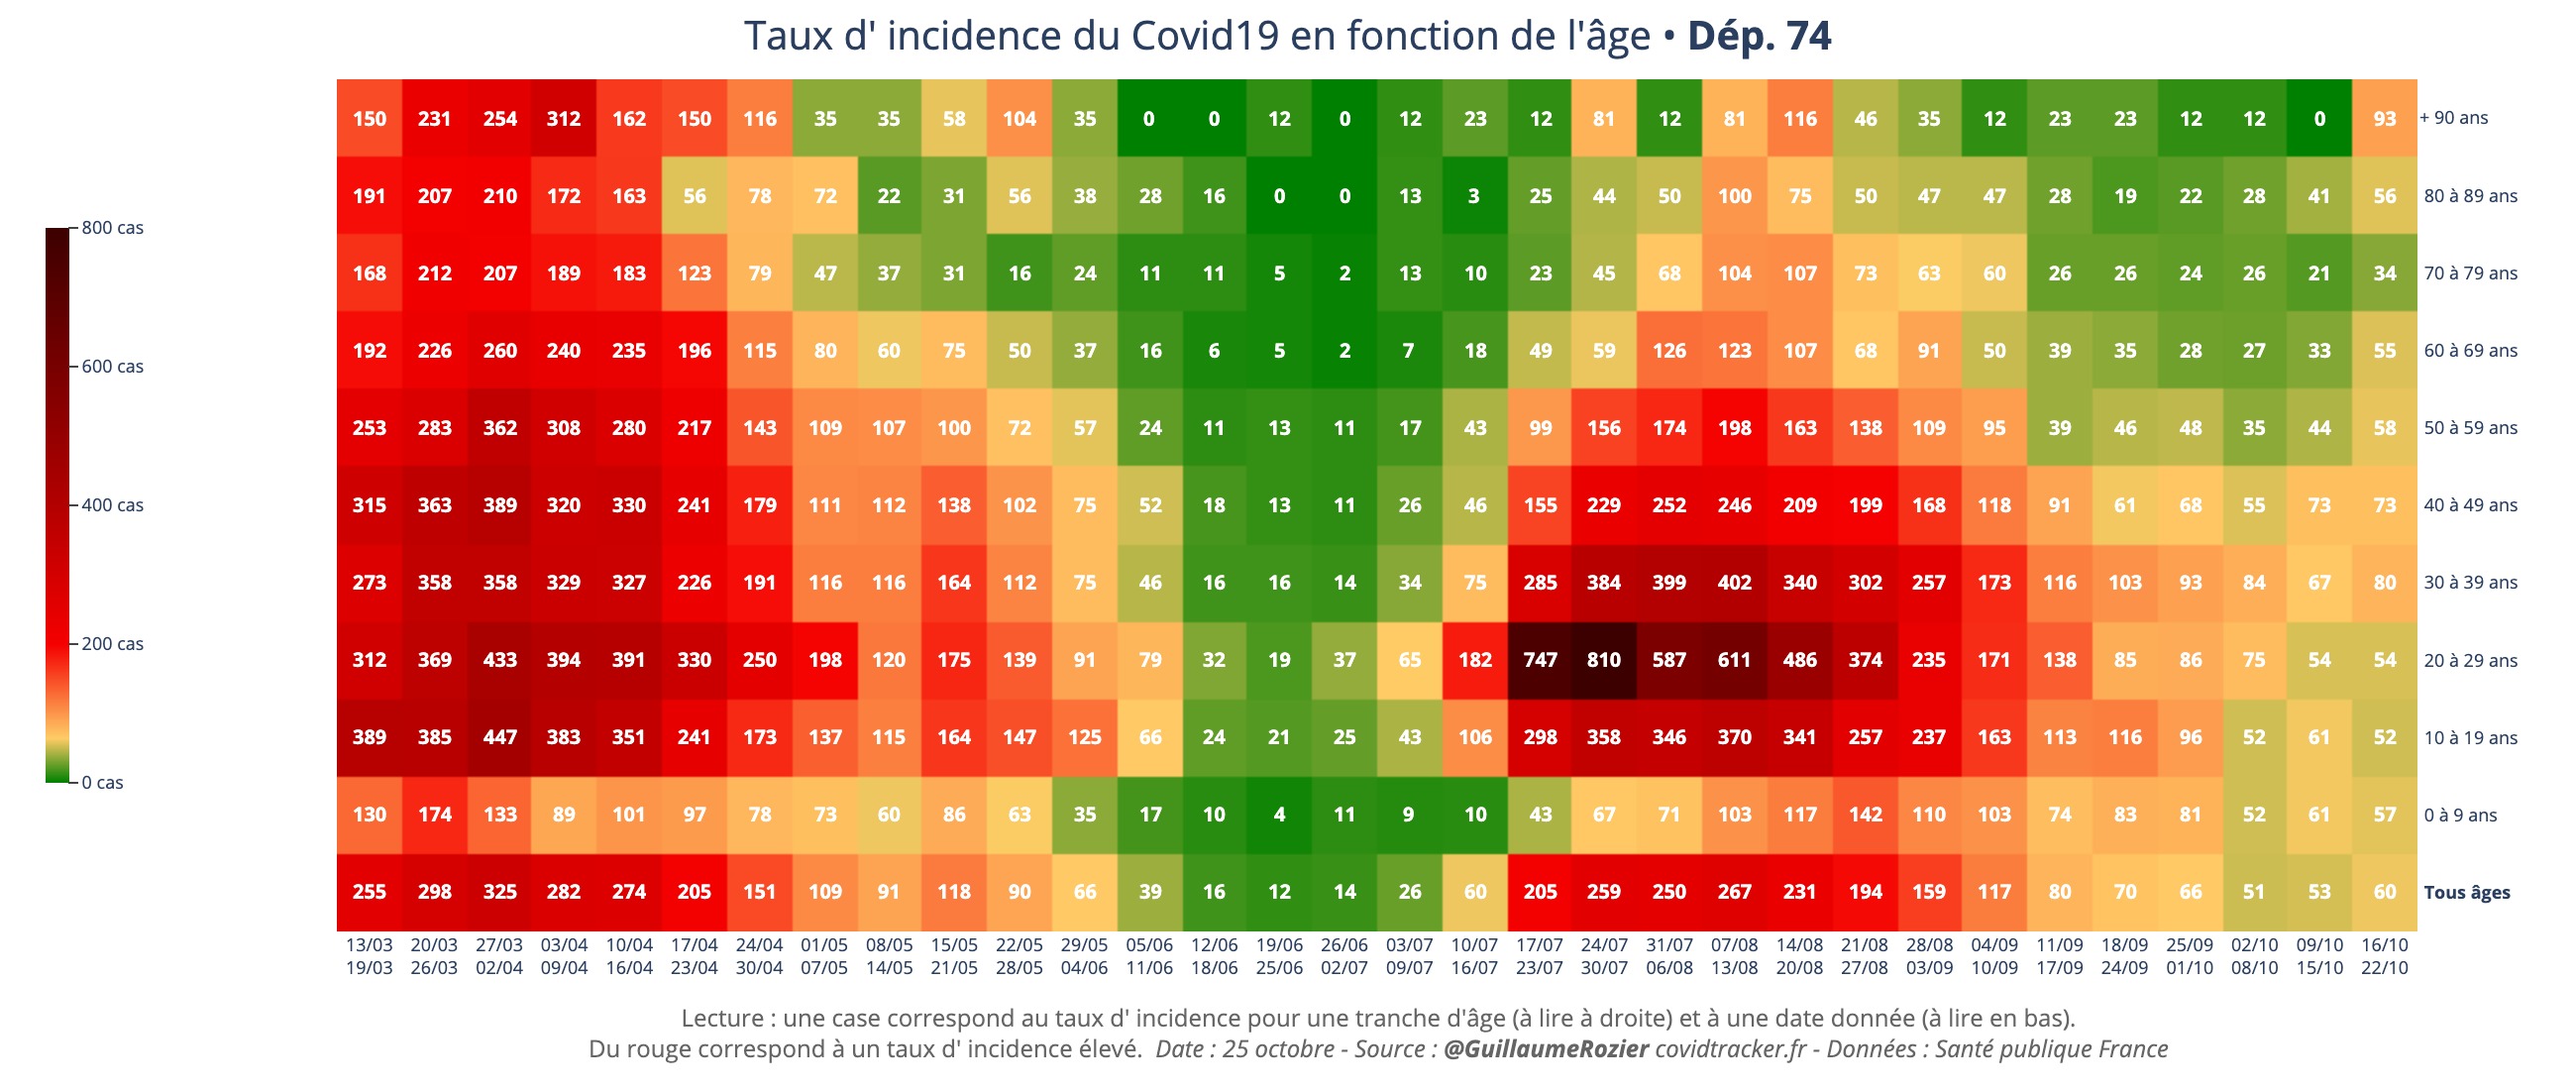 Taux d' incidence du Covid19 en fonction de l'âge • Dép. 74
800 cas
600 cas
400 cas
200 cas
0 cas
150 231 254 312 162 150 116 35 35 58 104 35 0 0 12 0 12 23 12 81 12 81 116 46 35 12 23 23 12 12 0 93 + 90 ans
191 207 210 172 163 56 78 72 22 31 56 38 28 16 0 0 13 3 25 44 50 100 75 50 47 47 28 19 22 28 41 56 80 à 89 ans
168 212 207 189 183 123 79 47 37 31 16 24 11 11 5 2 13 10 23 45 68 104 107 73 63 60 26 26 24 26 21 34 70 à 79 ans
192 226 260 240 235 196 115 80 60 75 50 37 16 6 5 2 7 18 49 59 126 123 107 68 91 50 39 35 28 27 33 55 60 à 69 ans
253 283 362 308 280 217 143 109 107 100 72 57 24 11 13 11 17 43 99 156 174 198 163 138 109 95 39 46 48 35 44 58 50 à 59 ans
315 363 389 320 330 241 179 111 112 138 102 75 52 18 13 11 26 46 155 229 252 246 209 199 168 118 91 61 68 55 73 73 40 à 49 ans
273 358 358 329 327 226 191 116 116 164 112 75 46 16 16 14 34 75 285 384 399 402 340 302 257 173 116 103 93 84 67 80 30 à 39 ans
312 369 433 394 391 330 250 198 120 175 139 91 79 32 19 37 65 182 747 810 587 611 486 374 235 171 138 85 86 75 54 54 20 à 29 ans
389 385 447 383 351 241 173 137 115 164 147 125 66 24 21 25 43 106 298 358 346 370 341 257 237 163 113 116 96 52 61 52 10 à 19 ans
130 174 133 89 101 97 78 73 60 86 63 35 17 10 4 11 9 10 43 67 71 103 117 142 110 103 74 83 81 52 61 57 0 à 9 ans
255 298 325 282 274 205 151 109 91 118 90 66 39 16 12 14 26 60 205 259 250 267 231 194 159 117 80 70 66 51 53 60 Tous âges
13/03 20/03 27/03 03/04 10/04 17/04 24/04 01/05 08/05 15/05 22/05 29/05 05/06 12/06 19/06 26/06 03/07 10/07 17/07 24/07 31/07 07/08 14/08 21/08 28/08 04/09 11/09 18/09 25/09 02/10 09/10 16/10
19/03 26/03 02/04 09/04 16/04 23/04 30/04 07/05 14/05 21/05 28/05 04/06 11/06 18/06 25/06 02/07 09/07 16/07 23/07 30/07 06/08 13/08 20/08 27/08 03/09 10/09 17/09 24/09 01/10 08/10 15/10 22/10
Lecture : une case correspond au taux d' incidence pour une tranche d'âge (à lire à droite) et à une date donnée (à lire en bas).
Du rouge correspond à un taux d' incidence élevé. Date : 25 octobre - Source : @GuillaumeRozier covidtracker.fr - Données : Santé publique France